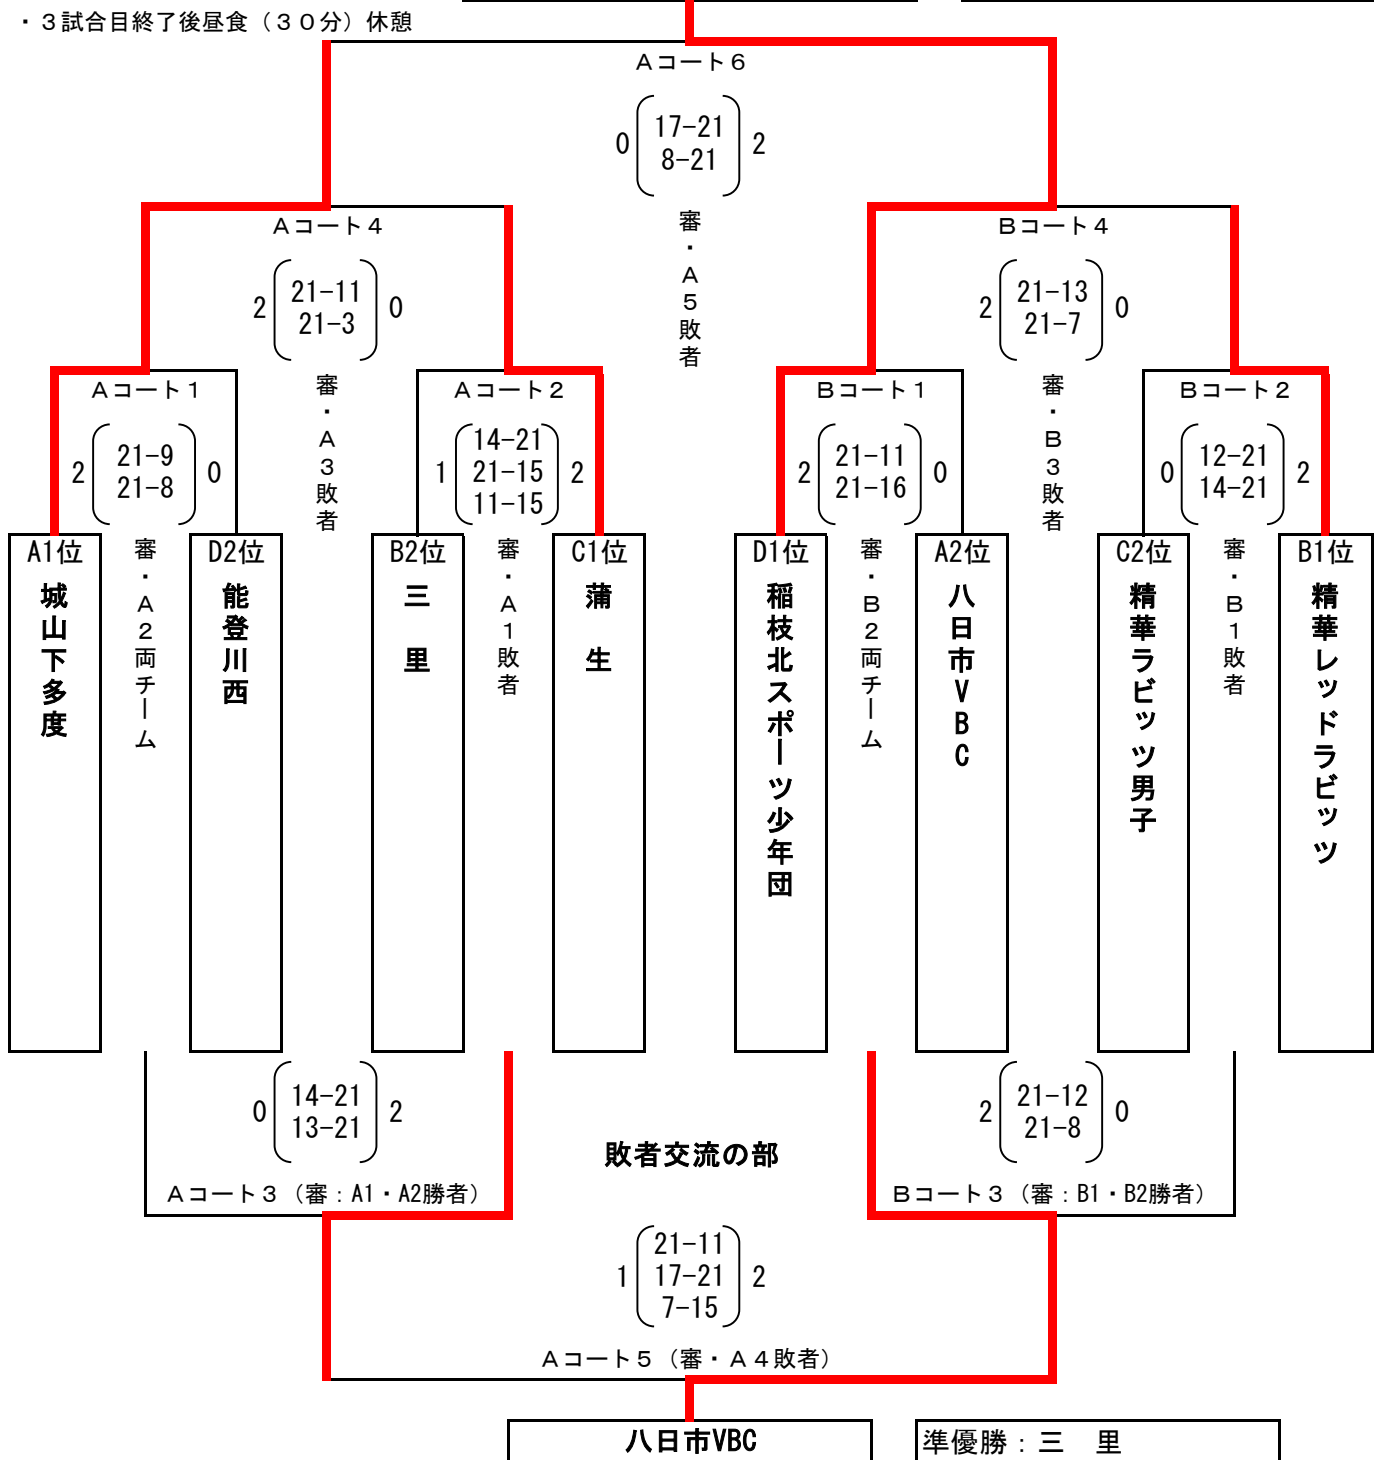 ・３試合目終了後昼食（３０分）休憩
Ａコート６
0
17−21
8−21
2
審・Ａ５敗者
Ａコート４
2
21−11
21−3
0
審・Ａ３敗者
Ｂコート４
2
21−13
21−7
0
審・Ｂ３敗者
Ａコート１
2
21−9
21−8
0
審・Ａ２両チーム
Ａコート２
1
14−21
21−15
11−15
2
審・Ａ１敗者
Ｂコート１
2
21−11
21−16
0
審・Ｂ２両チーム
Ｂコート２
0
12−21
14−21
2
審・Ｂ１敗者
A1位
城山下多度
D2位
能登川西
B2位
三　里
C1位
蒲　生
D1位
稲枝北スポーツ少年団
A2位
八日市ＶＢＣ
C2位
精華ラビッツ男子
B1位
精華レッドラビッツ
0
14−21
13−21
2
Ａコート３（審：A1・A2勝者）
敗者交流の部
2
21−12
21−8
0
Ｂコート３（審：B1・B2勝者）
1
21−11
17−21
7−15
2
Ａコート５（審・Ａ４敗者）
八日市VBC
準優勝：三　里